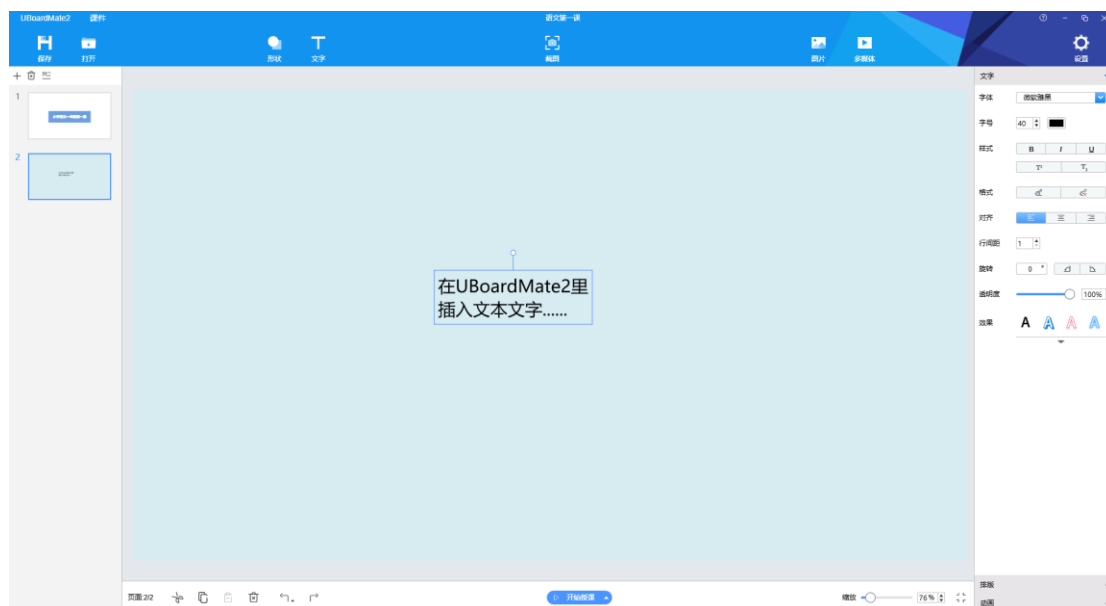 UBoardMate2 课件
语文第一课
保存 打开
形状 文字
截图
图片 多媒体
设置
文字
字体 微软雅黑
字号 40
样式 B I U
T² T₂
格式
对齐
行间距 1
旋转 0 °
透明度 100%
效果 A A A A
1
2
在UBoardMate2里
插入文本文字......
页面:2/2
开始授课
缩放 76%
排版
动画